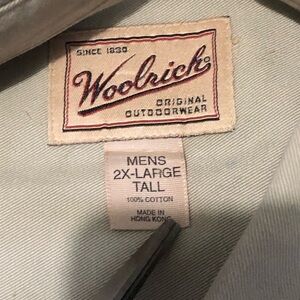 SINCE 1830
Woolrich
ORIGINAL
OUTDOORWEAR
MENS
2X-LARGE
TALL
100% COTTON
MADE IN
HONG KONG